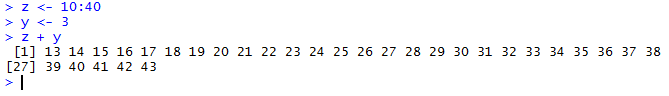 > z <- 10:40
> y <- 3
> z + y
 [1] 13 14 15 16 17 18 19 20 21 22 23 24 25 26 27 28 29 30 31 32 33 34 35 36 37 38
[27] 39 40 41 42 43
>